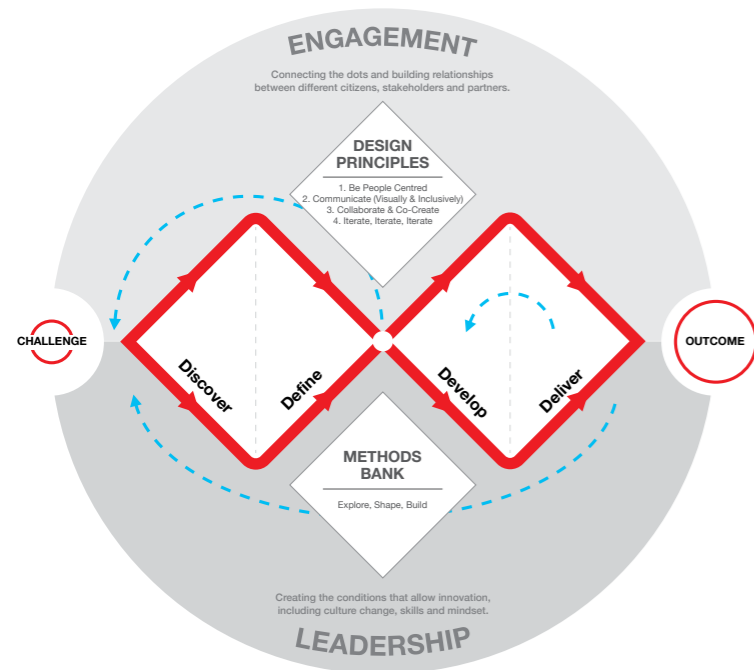 ENGAGEMENT
Connecting the dots and building relationships
between different citizens, stakeholders and partners.
DESIGN
PRINCIPLES
1. Be People Centred
2. Communicate (Visually & Inclusively)
3. Collaborate & Co-Create
4. Iterate, Iterate, Iterate
CHALLENGE
OUTCOME
Discover
Define
Develop
Deliver
METHODS
BANK
Explore, Shape, Build
Creating the conditions that allow innovation,
including culture change, skills and mindset.
LEADERSHIP